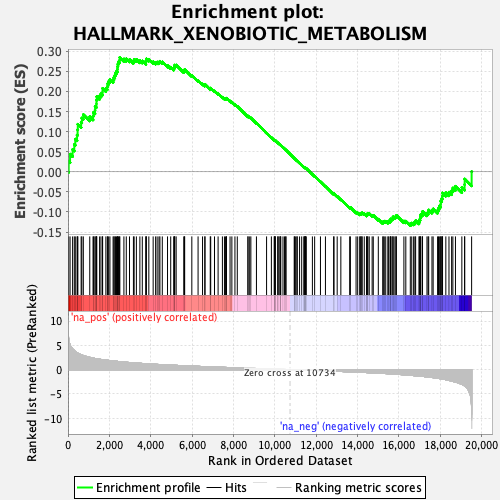 Enrichment plot:
HALLMARK_XENOBIOTIC_METABOLISM
Enrichment score (ES)
0.30
0.25
0.20
0.15
0.10
0.05
0.00
-0.05
-0.10
-0.15
'na_pos' (positively correlated)
Ranked list metric (PreRanked)
10
5
0
-5
-10
Zero cross at 10734
'na_neg' (negatively correlated)
0
2,000
4,000
6,000
8,000
10,000
12,000
14,000
16,000
18,000
20,000
Rank in Ordered Dataset
Enrichment profile
Hits
Ranking metric scores